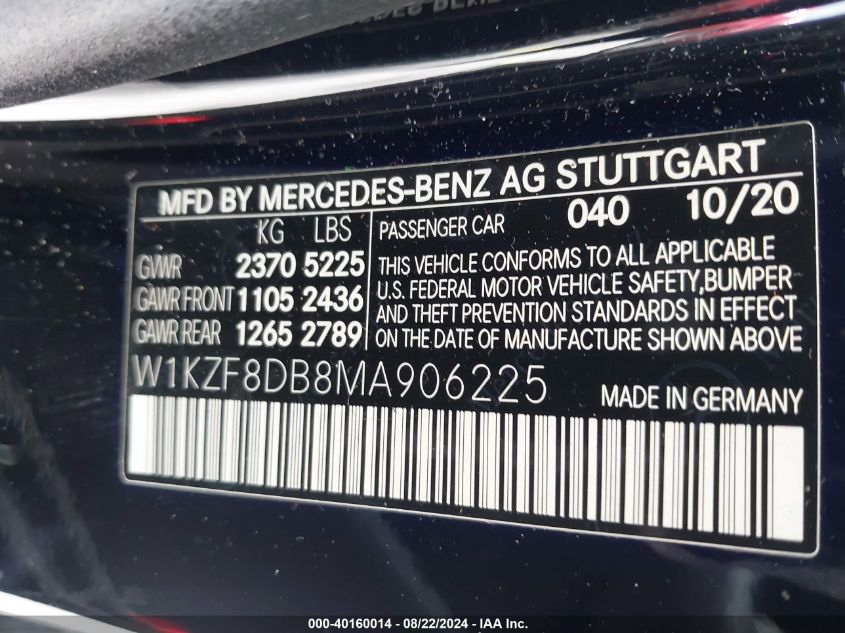 MFD BY MERCEDES-BENZ AG STUTTGART
KG LBS
GVWR 2370 5225
GAWR FRONT 1105 2436
GAWR REAR 1265 2789
PASSENGER CAR 040 10/20
THIS VEHICLE CONFORMS TO ALL APPLICABLE
U.S. FEDERAL MOTOR VEHICLE SAFETY,BUMPER
AND THEFT PREVENTION STANDARDS IN EFFECT
ON THE DATE OF MANUFACTURE SHOWN ABOVE
W1KZF8DB8MA906225
MADE IN GERMANY
000-40160014 - 08/22/2024 - IAA Inc.